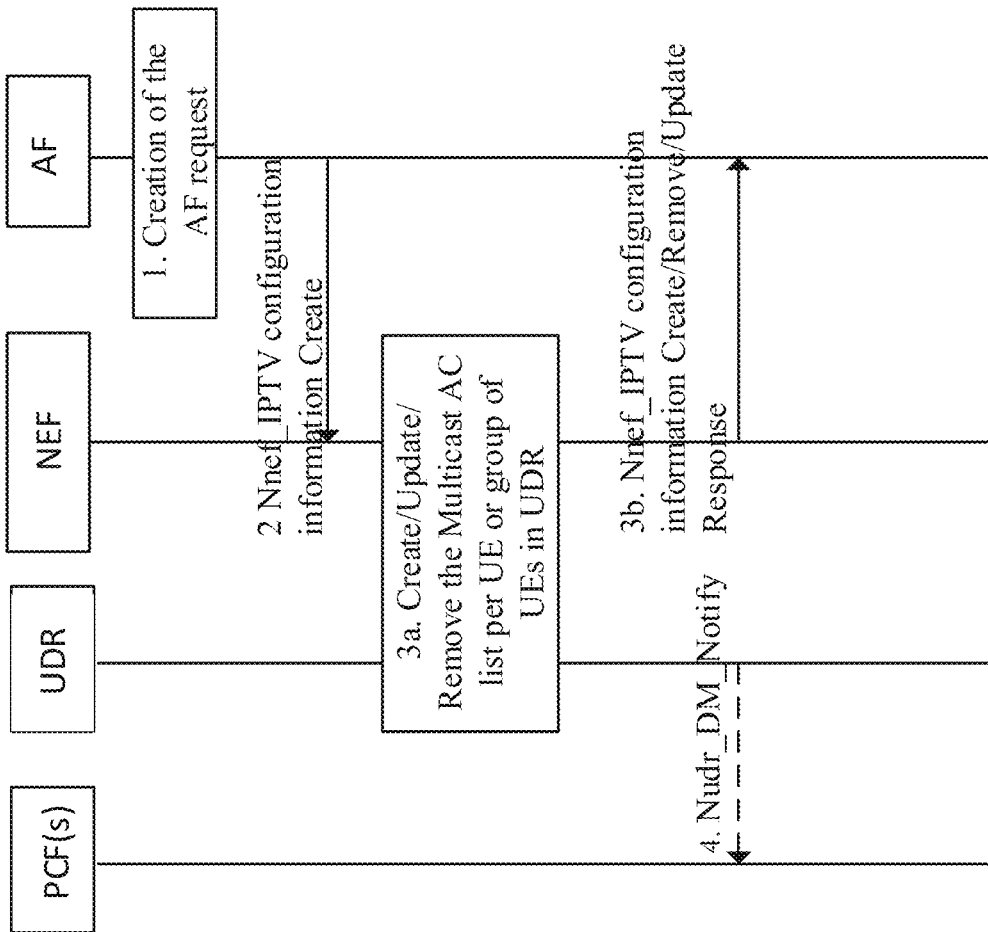 PCF(s)
UDR
NEF
AF
1. Creation of the
AF request
2 Nnef_IPTV configuration
information Create
3a. Create/Update/
Remove the Multicast AC
list per UE or group of
UEs in UDR
3b. Nnef_IPTV configuration
information Create/Remove/Update
Response
4. Nudr_DM_Notify